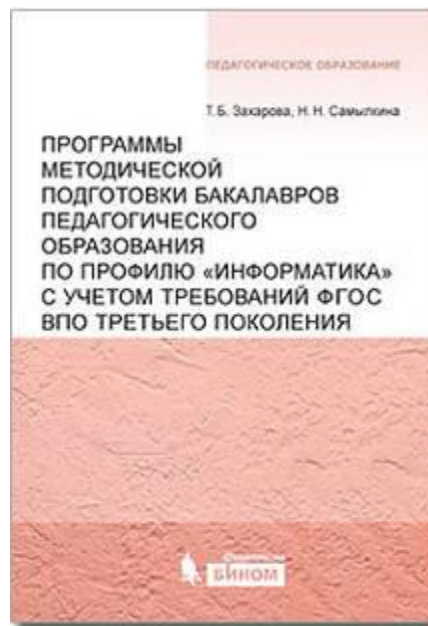 ПЕДАГОГИЧЕСКОЕ ОБРАЗОВАНИЕ
Т. Б. Захарова, Н. Н. Самылкина
ПРОГРАММЫ
МЕТОДИЧЕСКОЙ
ПОДГОТОВКИ БАКАЛАВРОВ
ПЕДАГОГИЧЕСКОГО
ОБРАЗОВАНИЯ
ПО ПРОФИЛЮ «ИНФОРМАТИКА»
С УЧЕТОМ ТРЕБОВАНИЙ ФГОС
ВПО ТРЕТЬЕГО ПОКОЛЕНИЯ
БИНОМ